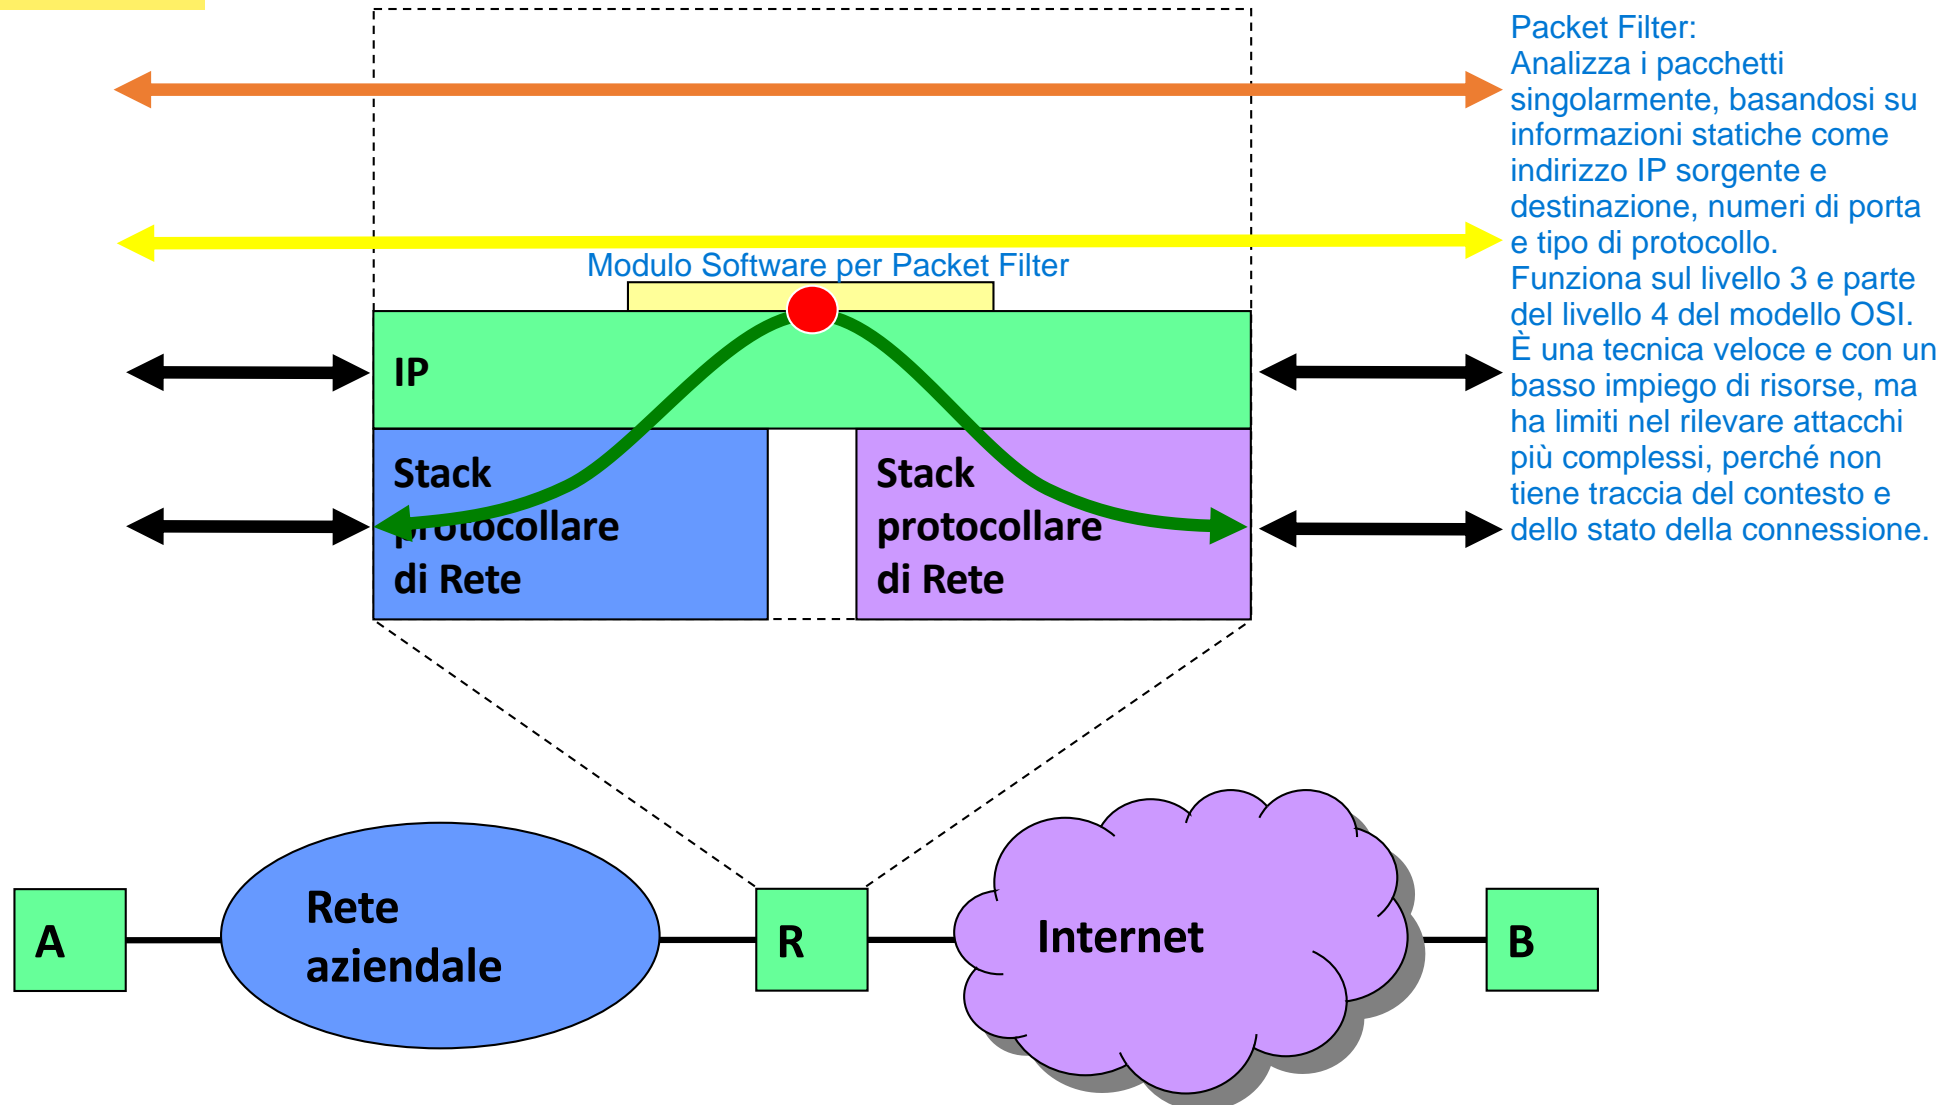 Packet Filter:
Analizza i pacchetti
singolarmente, basandosi su
informazioni statiche come
indirizzo IP sorgente e
destinazione, numeri di porta
e tipo di protocollo.
Funziona sul livello 3 e parte
del livello 4 del modello OSI.
È una tecnica veloce e con un
basso impiego di risorse, ma
ha limiti nel rilevare attacchi
più complessi, perché non
tiene traccia del contesto e
dello stato della connessione.
Modulo Software per Packet Filter
IP
Stack
protocollare
di Rete
Stack
protocollare
di Rete
A
Rete
aziendale
R
Internet
B